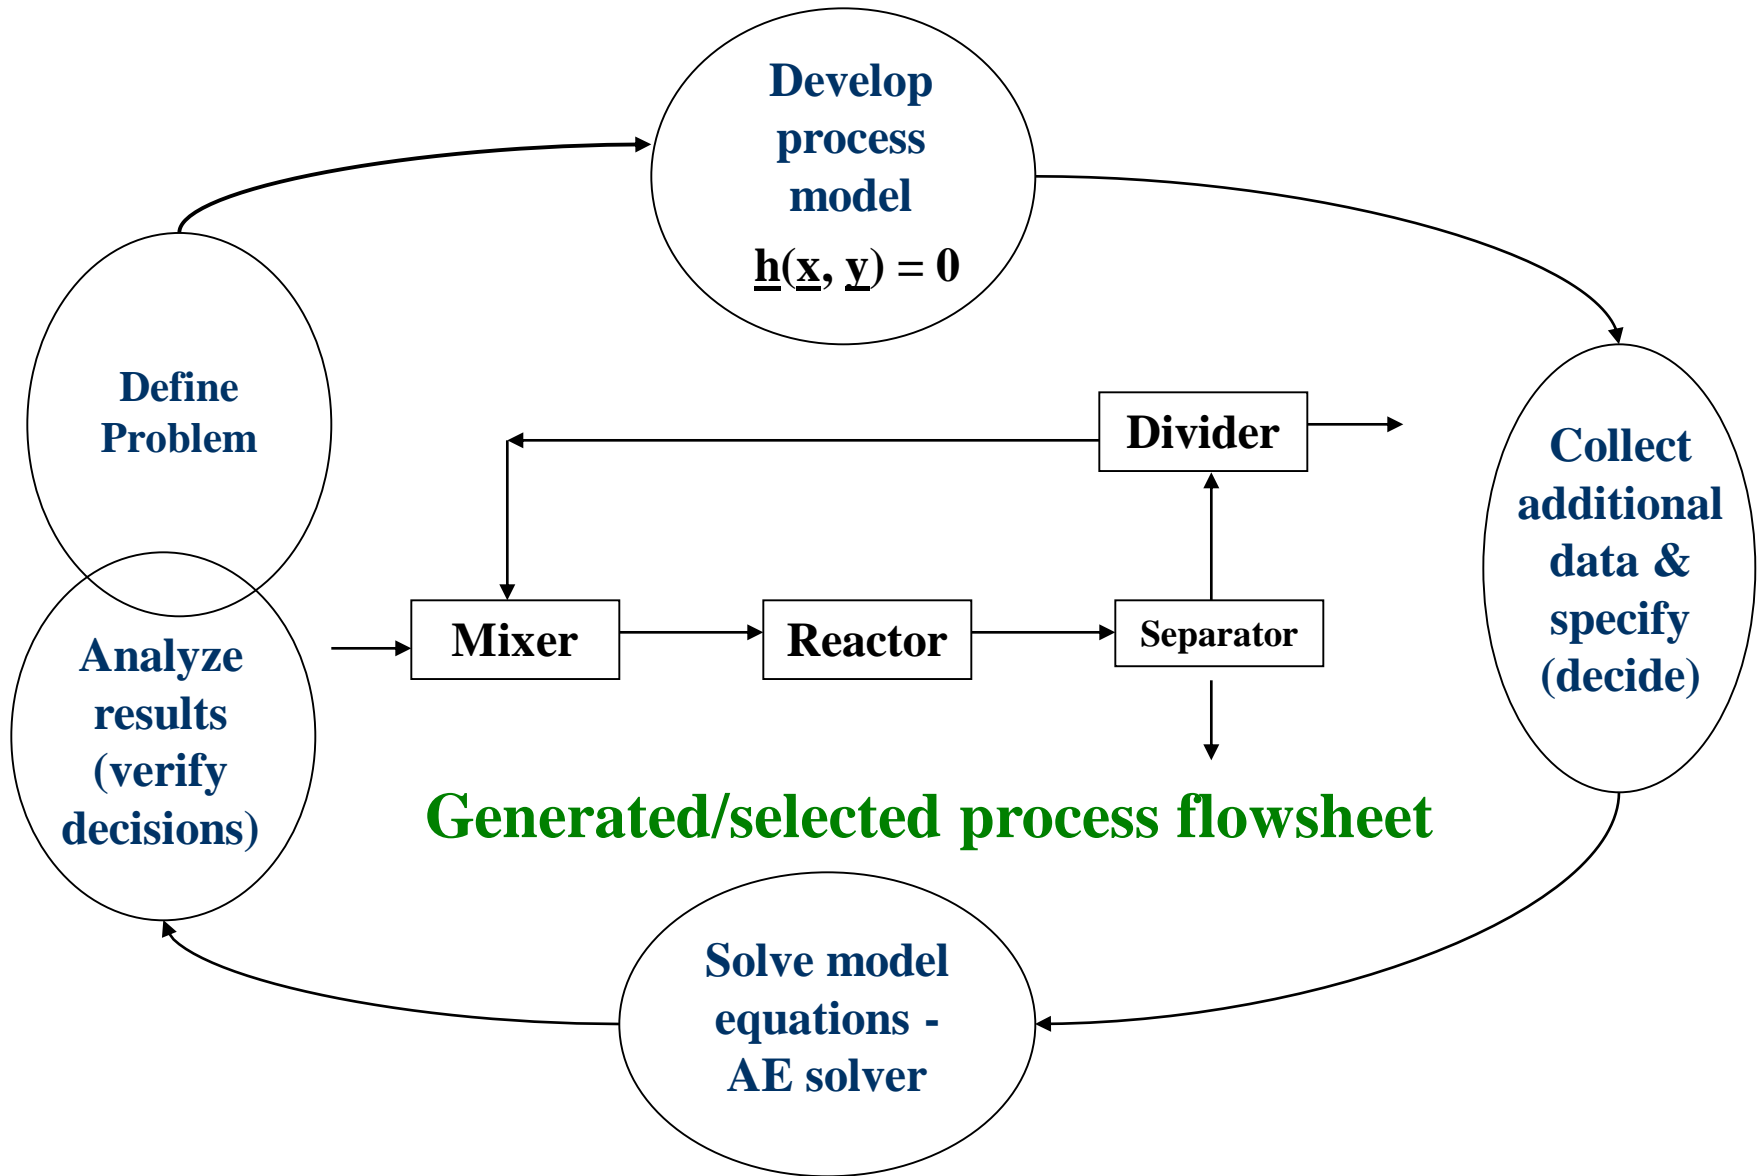 Develop
process
model
h(x, y) = 0
Define
Problem
Divider
Collect
additional
data &
specify
(decide)
Mixer
Reactor
Separator
Analyze
results
(verify
decisions)
Generated/selected process flowsheet
Solve model
equations -
AE solver